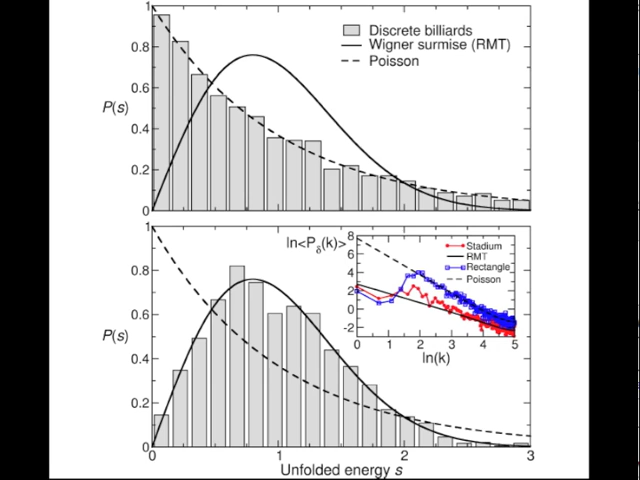 1
0.8
0.6
0.4
0.2
0
P(s)
Discrete billiards
Wigner surmise (RMT)
Poisson
1
0.8
0.6
0.4
0.2
0
P(s)
ln<Pδ(k)>
8
6
4
2
0
-2
Stadium
RMT
Rectangle
Poisson
0 1 2 3 4 5
ln(k)
0 1 2 3
Unfolded energy s